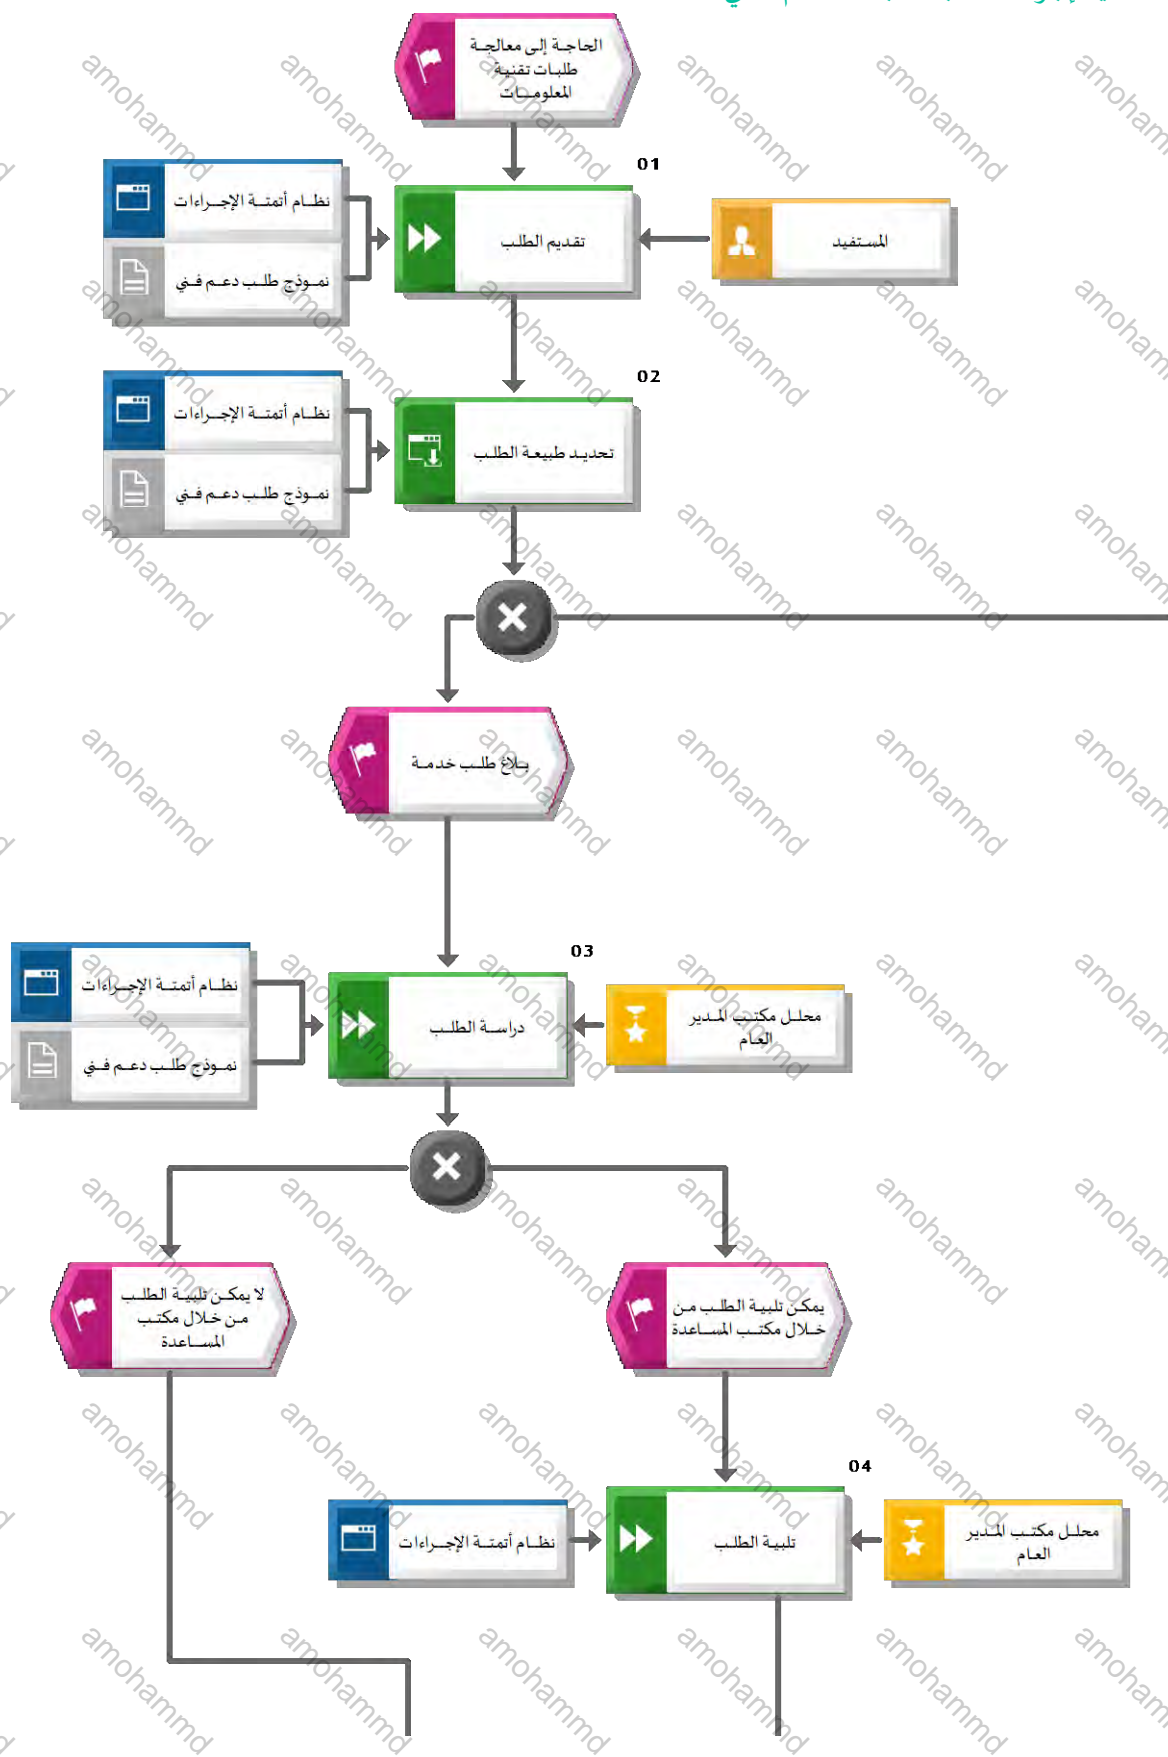 الحاجة إلى معالجة
طلبات تقنية
المعلومات
01
نظام أتمتة الإجراءات
نموذج طلب دعم فني
تقديم الطلب
المستفيد
02
نظام أتمتة الإجراءات
نموذج طلب دعم فني
تحديد طبيعة الطلب
بلاغ طلب خدمة
03
نظام أتمتة الإجراءات
نموذج طلب دعم فني
دراسة الطلب
محلل مكتب المدير
العام
يمكن تلبية الطلب من
خلال مكتب المساعدة
لا يمكن تلبية الطلب
من خلال مكتب
المساعدة
04
محلل مكتب المدير
العام
تلبية الطلب
نظام أتمتة الإجراءات
amohammd